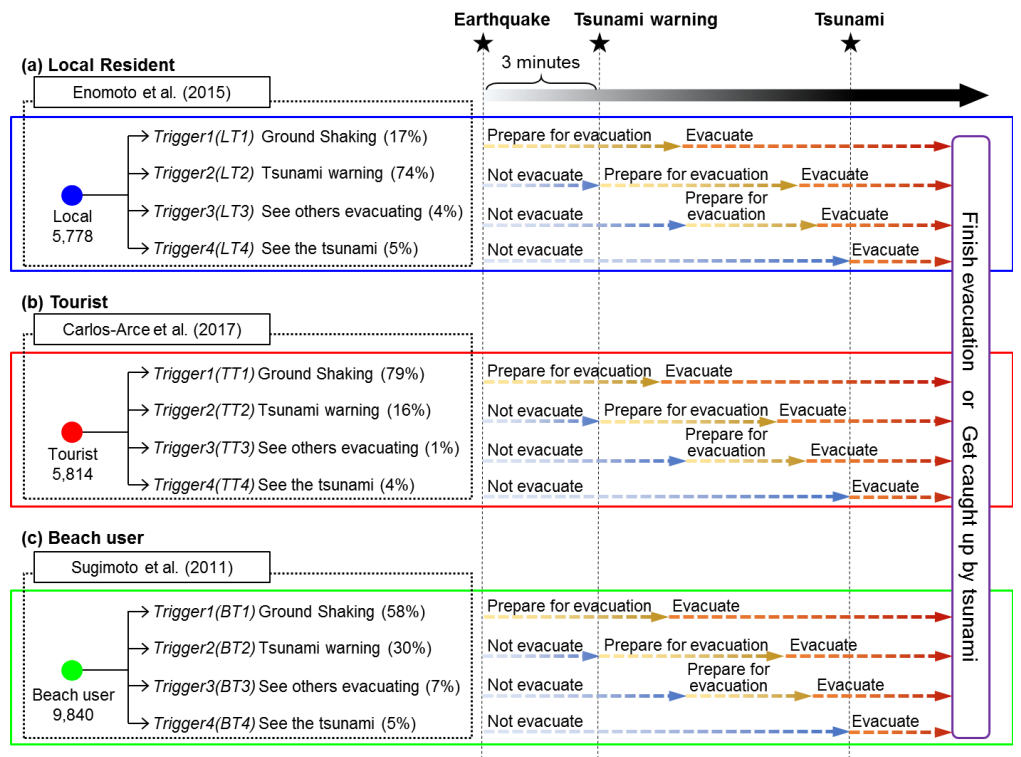 Earthquake
Tsunami warning
Tsunami
3 minutes
(a) Local Resident
Enomoto et al. (2015)
Local
5,778
Trigger1(LT1) Ground Shaking (17%)
Prepare for evacuation
Evacuate
Trigger2(LT2) Tsunami warning (74%)
Not evacuate
Prepare for evacuation
Evacuate
Trigger3(LT3) See others evacuating (4%)
Not evacuate
Prepare for
evacuation
Evacuate
Trigger4(LT4) See the tsunami (5%)
Not evacuate
Evacuate
(b) Tourist
Carlos-Arce et al. (2017)
Tourist
5,814
Trigger1(TT1) Ground Shaking (79%)
Prepare for evacuation
Evacuate
Trigger2(TT2) Tsunami warning (16%)
Not evacuate
Prepare for evacuation
Evacuate
Trigger3(TT3) See others evacuating (1%)
Not evacuate
Prepare for
evacuation
Evacuate
Trigger4(TT4) See the tsunami (4%)
Not evacuate
Evacuate
(c) Beach user
Sugimoto et al. (2011)
Beach user
9,840
Trigger1(BT1) Ground Shaking (58%)
Prepare for evacuation
Evacuate
Trigger2(BT2) Tsunami warning (30%)
Not evacuate
Prepare for evacuation
Evacuate
Trigger3(BT3) See others evacuating (7%)
Not evacuate
Prepare for
evacuation
Evacuate
Trigger4(BT4) See the tsunami (5%)
Not evacuate
Evacuate
Finish evacuation or Get caught up by tsunami